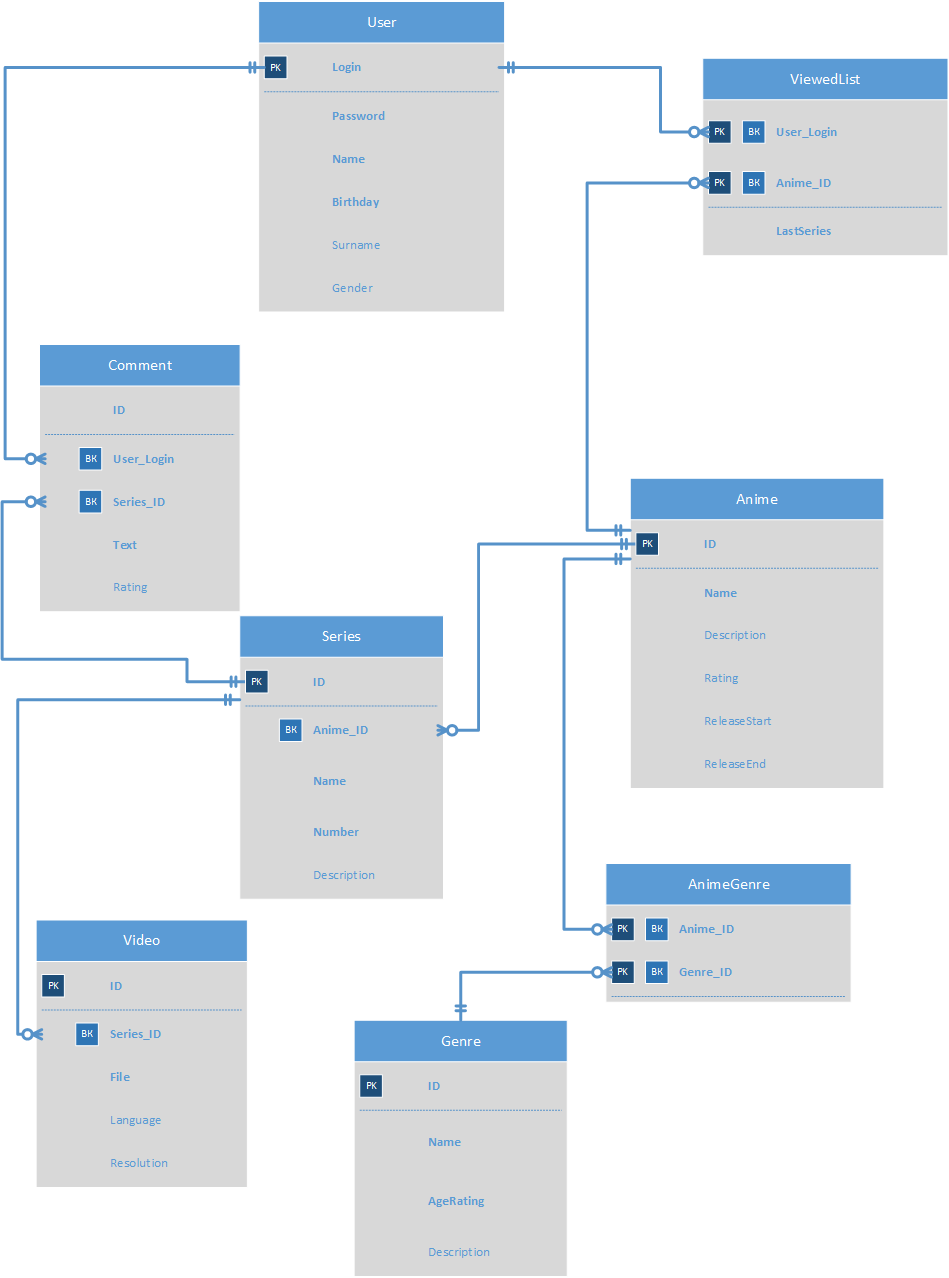 User
PK Login
Password
Name
Birthday
Surname
Gender
ViewedList
PK BK User_Login
PK BK Anime_ID
LastSeries
Comment
ID
BK User_Login
BK Series_ID
Text
Rating
Anime
PK ID
Name
Description
Rating
ReleaseStart
ReleaseEnd
Series
PK ID
BK Anime_ID
Name
Number
Description
AnimeGenre
PK BK Anime_ID
PK BK Genre_ID
Video
PK ID
BK Series_ID
File
Language
Resolution
Genre
PK ID
Name
AgeRating
Description